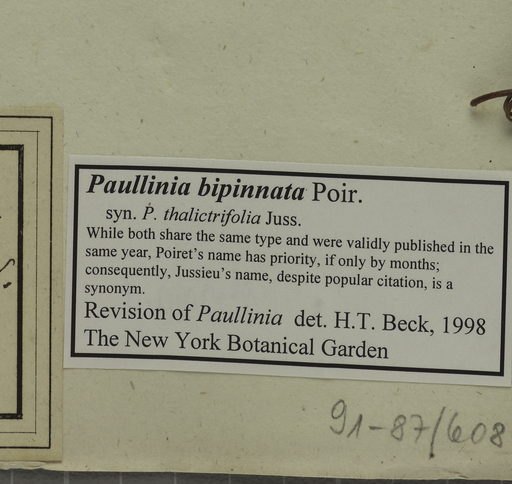 Paullinia bipinnata Poir.
syn. P. thalictrifolia Juss.
While both share the same type and were validly published in the
same year, Poiret's name has priority, if only by months;
consequently, Jussieu's name, despite popular citation, is a
synonym.
Revision of Paullinia det. H.T. Beck, 1998
The New York Botanical Garden
91-87/608